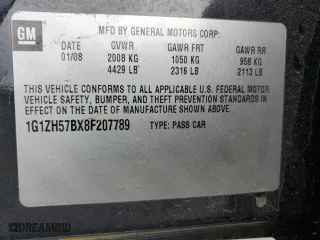 GM
MFD BY GENERAL MOTORS CORP.
DATE GVWR GAWR FRT GAWR RR
01/08 2008 KG 1050 KG 958 KG
4429 LB 2316 LB 2113 LB
THIS VEHICLE CONFORMS TO ALL APPLICABLE U.S. FEDERAL MOTOR
VEHICLE SAFETY, BUMPER, AND THEFT PREVENTION STANDARDS IN
EFFECT ON THE DATE OF MANUFACTURE SHOWN ABOVE.
1G1ZH57BX8F207789 TYPE: PASS CAR